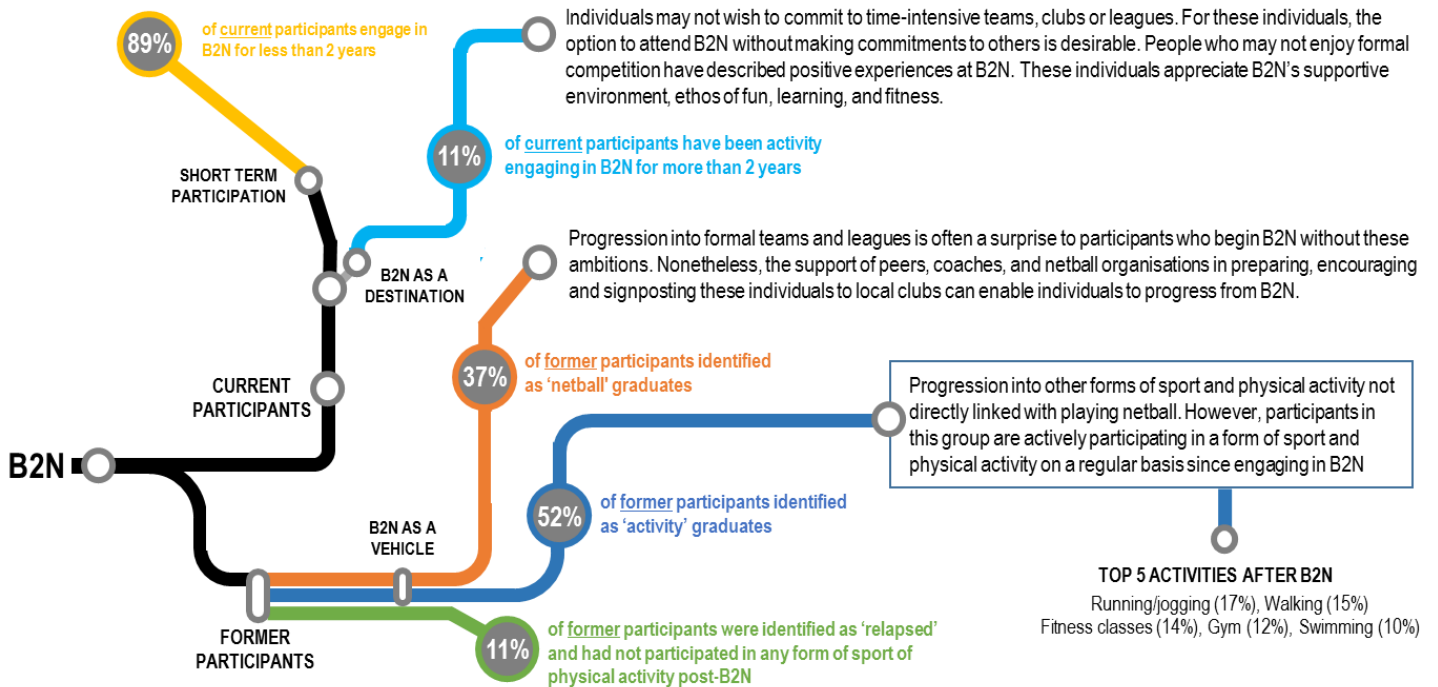 89%
of current participants engage in
B2N for less than 2 years
Individuals may not wish to commit to time-intensive teams, clubs or leagues. For these individuals, the
option to attend B2N without making commitments to others is desirable. People who may not enjoy formal
competition have described positive experiences at B2N. These individuals appreciate B2N's supportive
environment, ethos of fun, learning, and fitness.
11%
of current participants have been activity
engaging in B2N for more than 2 years
SHORT TERM
PARTICIPATION
B2N AS A
DESTINATION
Progression into formal teams and leagues is often a surprise to participants who begin B2N without these
ambitions. Nonetheless, the support of peers, coaches, and netball organisations in preparing, encouraging
and signposting these individuals to local clubs can enable individuals to progress from B2N.
37%
of former participants identified
as ‘netball' graduates
CURRENT
PARTICIPANTS
Progression into other forms of sport and physical activity not
directly linked with playing netball. However, participants in
this group are actively participating in a form of sport and
physical activity on a regular basis since engaging in B2N
B2N
52%
of former participants identified
as ‘activity’ graduates
B2N AS A
VEHICLE
TOP 5 ACTIVITIES AFTER B2N
Running/jogging (17%), Walking (15%)
Fitness classes (14%), Gym (12%), Swimming (10%)
FORMER
PARTICIPANTS
11%
of former participants were identified as ‘relapsed’
and had not participated in any form of sport of
physical activity post-B2N